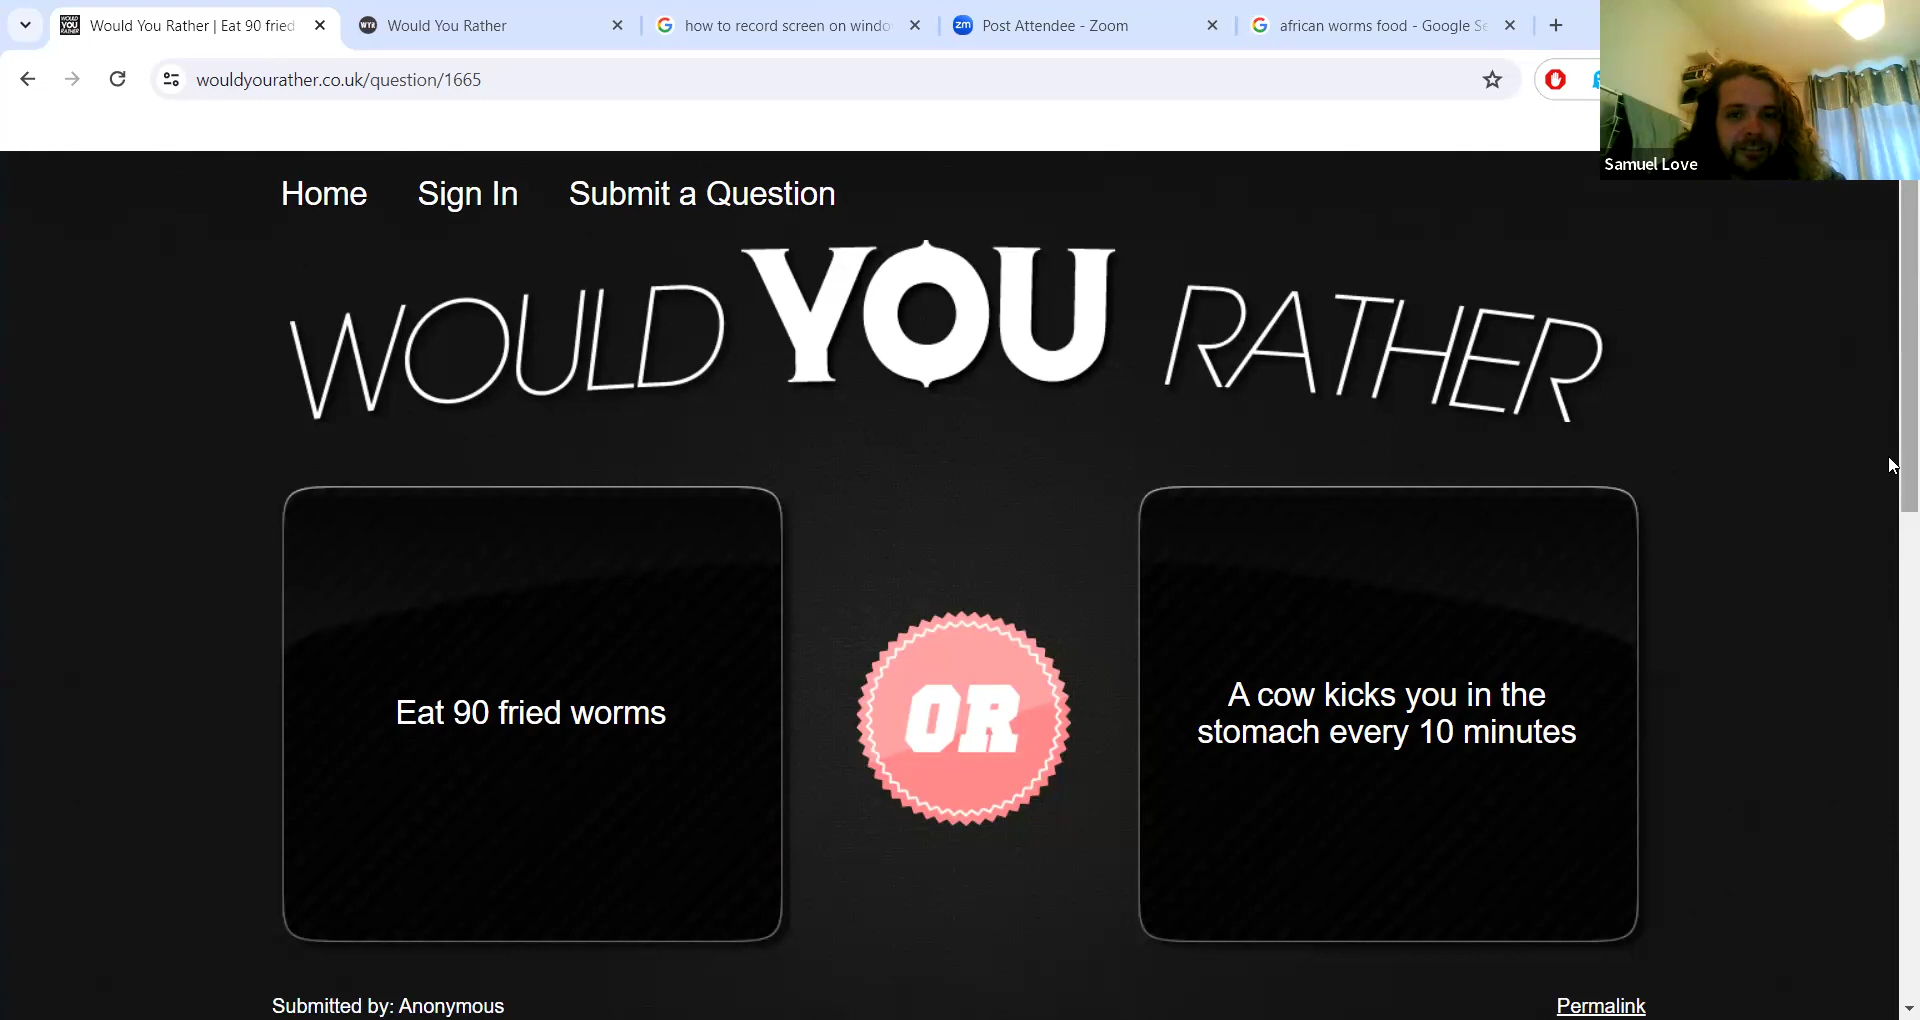 Would You Rather | Eat 90 fried
Would You Rather
how to record screen on windo
Post Attendee - Zoom
african worms food - Google Se
wouldyourather.co.uk/question/1665
Samuel Love
Home Sign In Submit a Question
WOULD YOU RATHER
Eat 90 fried worms
OR
A cow kicks you in the
stomach every 10 minutes
Submitted by: Anonymous
Permalink